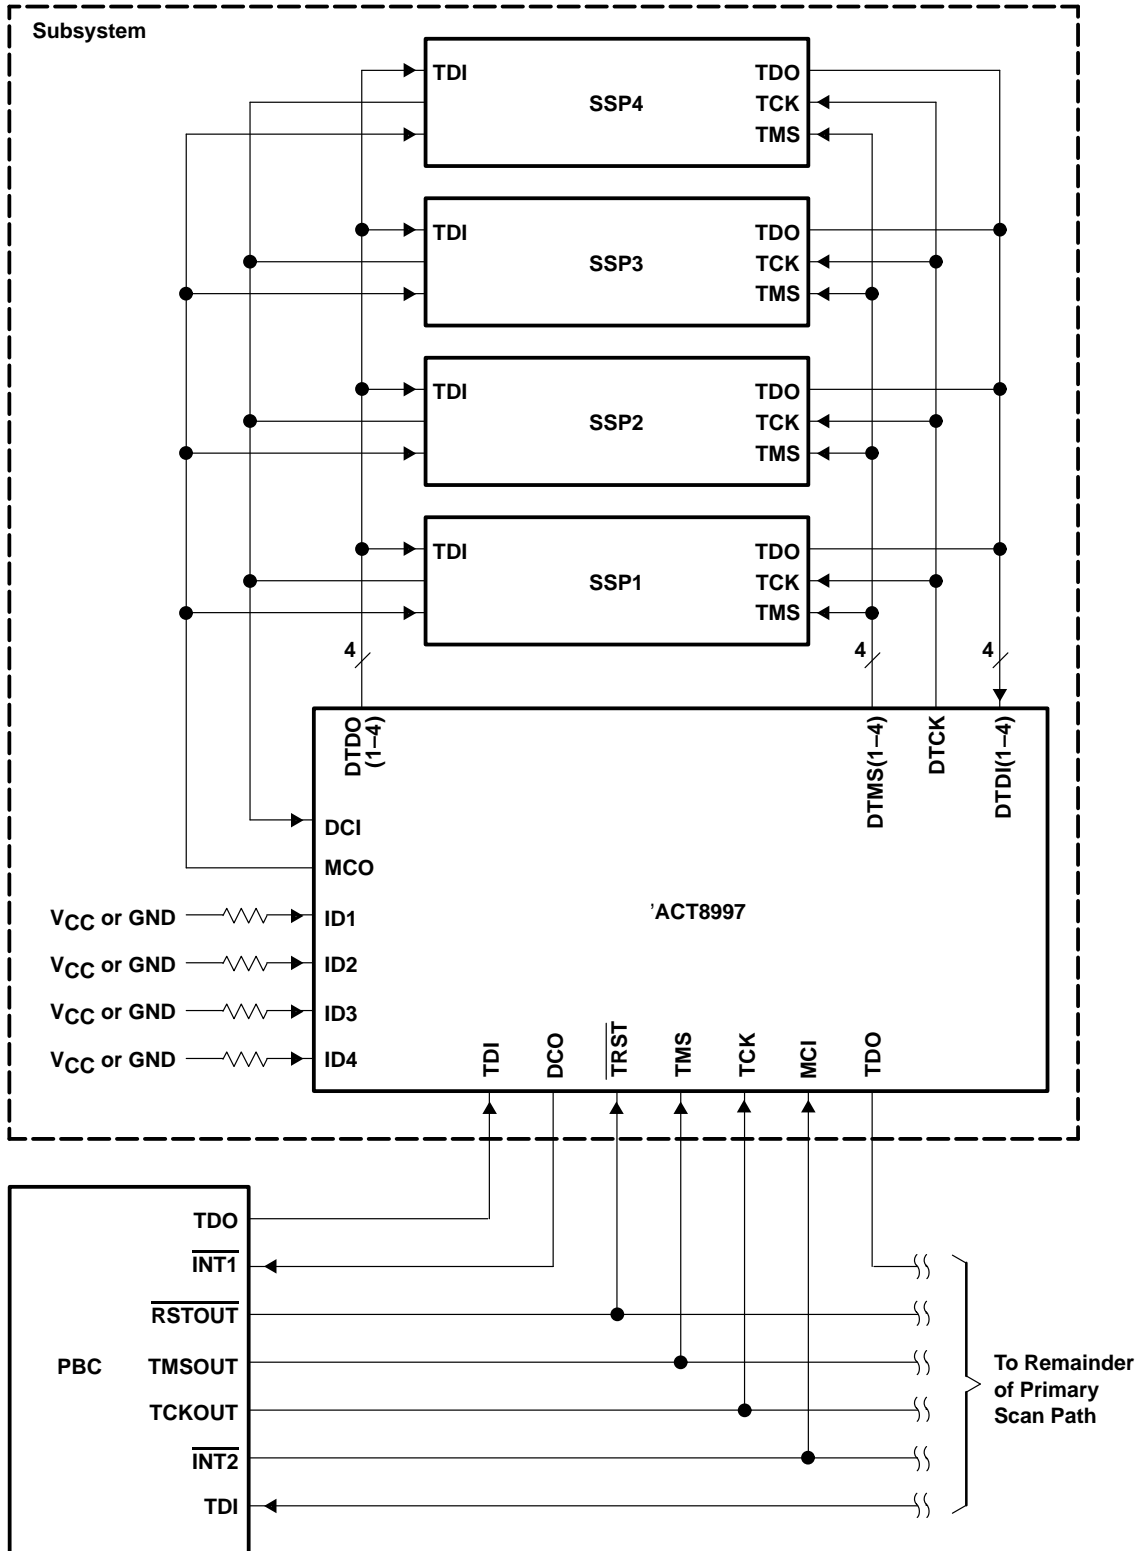 Subsystem
TDI
SSP4
TDO
TCK
TMS
TDI
SSP3
TDO
TCK
TMS
TDI
SSP2
TDO
TCK
TMS
TDI
SSP1
TDO
TCK
TMS
4
4
4
DTDO
(1–4)
DTMS(1–4)
DTCK
DTDI(1–4)
DCI
MCO
VCC or GND
ID1
'ACT8997
VCC or GND
ID2
VCC or GND
ID3
VCC or GND
ID4
TDI
DCO
TRST
TMS
TCK
MCI
TDO
PBC
TDO
INT1
RSTOUT
TMSOUT
TCKOUT
INT2
TDI
To Remainder
of Primary
Scan Path